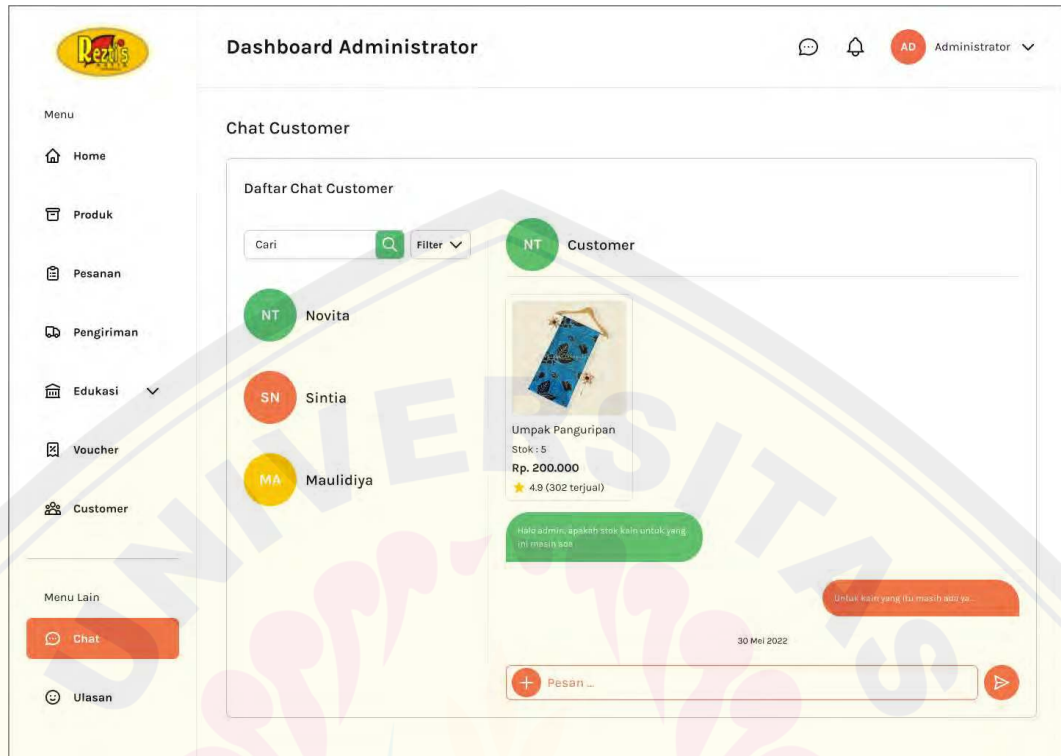 Rezti's
BATIK
Dashboard Administrator
AD
Administrator
Menu
Home
Produk
Pesanan
Pengiriman
Edukasi
Voucher
Customer
Menu Lain
Chat
Ulasan
Chat Customer
Daftar Chat Customer
Cari
Filter
NT
Novita
SN
Sintia
MA
Maulidiya
NT
Customer
Umpak Panguripan
Stok : 5
Rp. 200.000
4.9 (302 terjual)
Halo admin, apakah stok kain untuk yang
ini masih ada
Untuk kain yang itu masih ada ya...
30 Mei 2022
Pesan ...
UNIVERSITAS